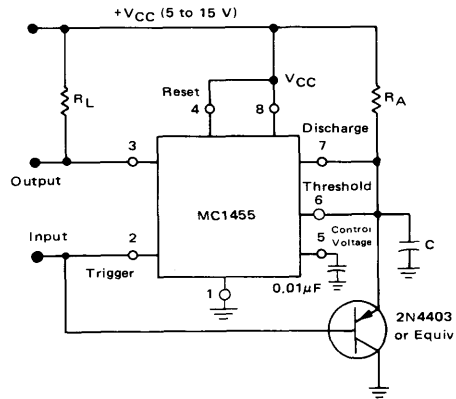 +VCC (5 to 15 V)
RL
Reset
4
VCC
8
RA
Discharge
3
7
Output
Threshold
6
MC1455
Input
2
5
Control
Voltage
C
Trigger
1
0,01μF
2N4403
or Equiv